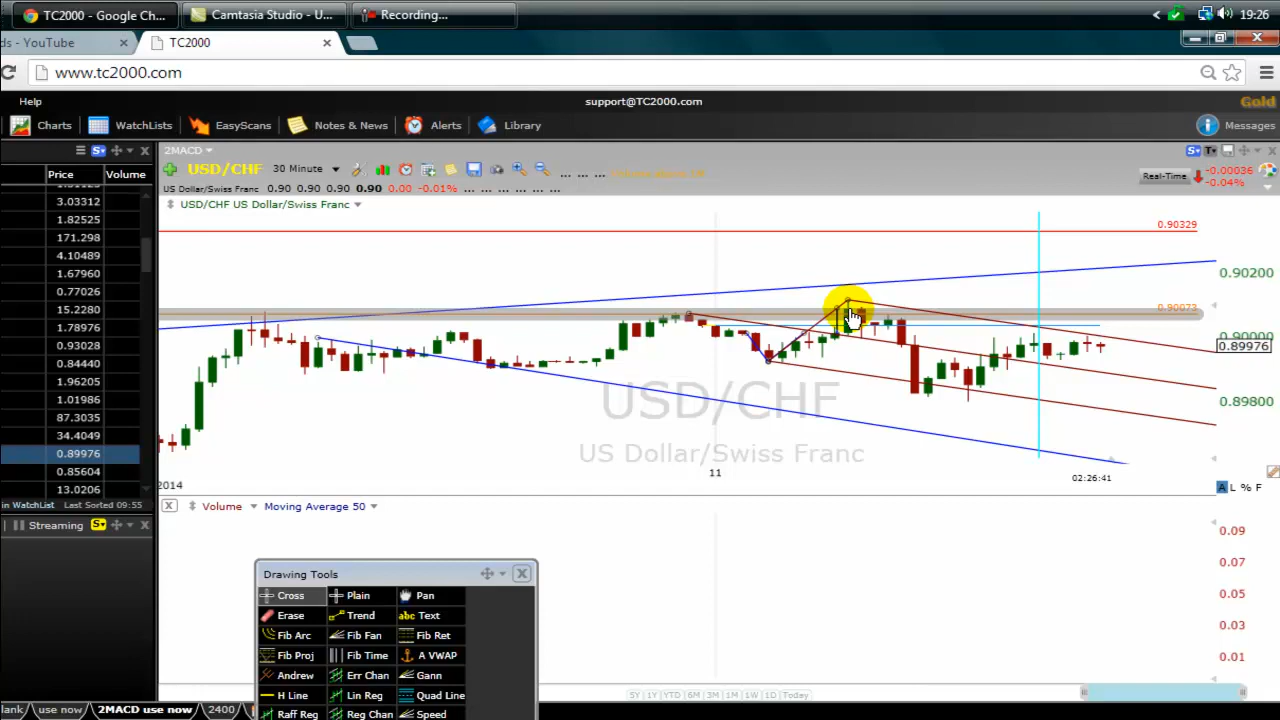 TC2000 - Google Ch...
Camtasia Studio - U...
Recording...
19:26
ds - YouTube
TC2000
www.tc2000.com
Help
support@TC2000.com
Gold
Charts
WatchLists
EasyScans
Notes & News
Alerts
Library
Messages
2MACD
Price Volume
USD/CHF 30 Minute
Real-Time
-0.00036
-0.04%
US Dollar/Swiss Franc 0.90 0.90 0.90 0.90 0.00 -0.01% ... ... ... ... ... ...
USD/CHF US Dollar/Swiss Franc
3.03312
1.82525
171.298
4.10489
1.67960
0.77026
15.2280
1.78976
0.93028
0.84440
1.96205
1.01986
87.3035
34.4049
0.89976
0.85604
13.0206
in WatchList Last Sorted 09:55
Streaming
0.90329
0.90200
0.90073
0.90000
0.89976
0.89800
USD/CHF
US Dollar/Swiss Franc
11
2014
02:26:41
A L % F
Volume
Moving Average 50
0.09
0.07
0.05
0.03
0.01
Drawing Tools
Cross Plain Pan
Erase Trend abc Text
Fib Arc Fib Fan Fib Ret
Fib Proj Fib Time A VWAP
Andrew Err Chan Gann
H Line Lin Reg Quad Line
Raff Reg Reg Chan Speed
5Y 1Y YTD 6M 3M 1M 1W 1D Today
lank use now 2MACD use now 2400